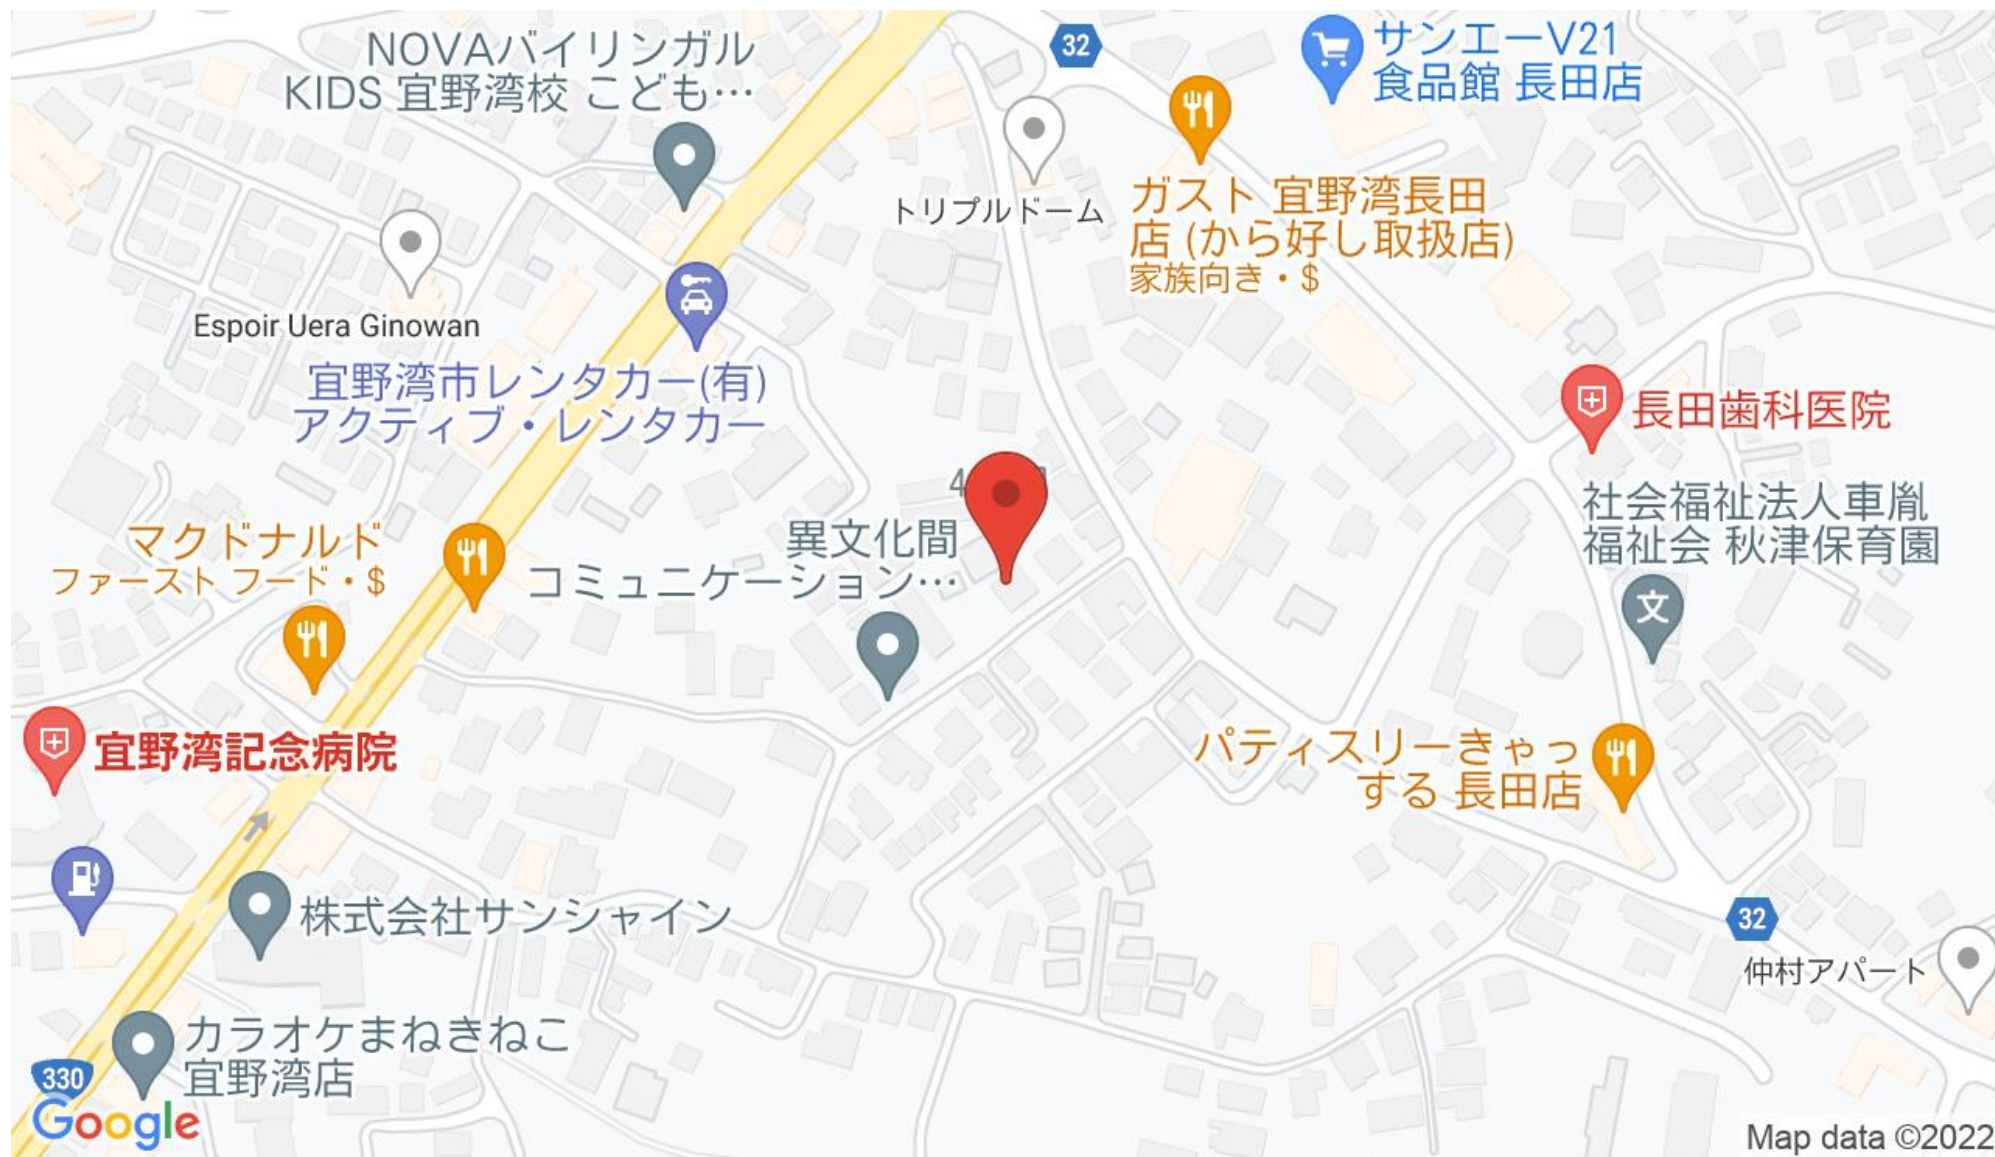 NOVAバイリンガル
KIDS 宜野湾校 こども…
32
サンエーV21
食品館 長田店
トリプルドーム
ガスト 宜野湾長田
店 (から好し取扱店)
家族向き・$
Espoir Uera Ginowan
宜野湾市レンタカー(有)
アクティブ・レンタカー
長田歯科医院
4
社会福祉法人車胤
福祉会 秋津保育園
文
マクドナルド
ファースト フード・$
異文化間
コミュニケーション…
宜野湾記念病院
パティスリーきゃっ
する 長田店
株式会社サンシャイン
32
仲村アパート
カラオケまねきねこ
宜野湾店
330
Google
Map data ©2022